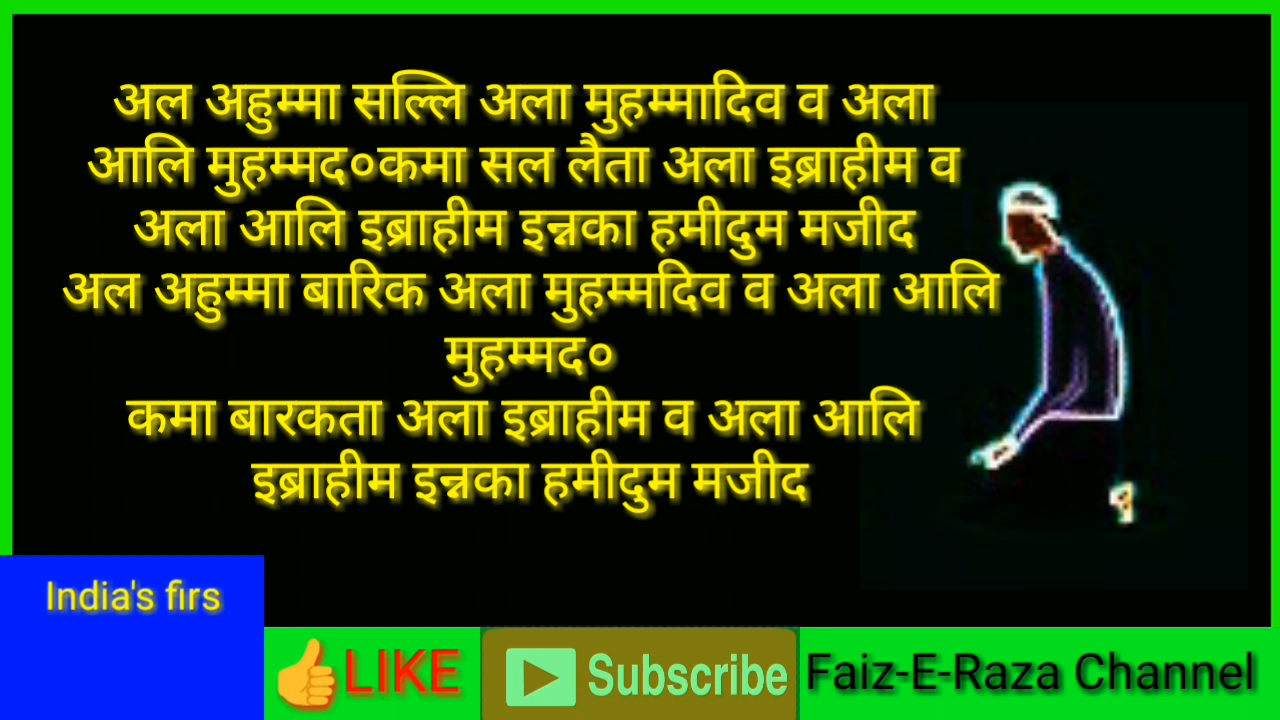 अल अहुम्मा सल्लि अला मुहम्मादिव व अला
आलि मुहम्मद०कमा सल लैता अला इब्राहीम व
अला आलि इब्राहीम इन्नका हमीदुम मजीद
अल अहुम्मा बारिक अला मुहम्मदिव व अला आलि
मुहम्मद०
कमा बारकता अला इब्राहीम व अला आलि
इब्राहीम इन्नका हमीदुम मजीद
India's firs
LIKE
Subscribe
Faiz-E-Raza Channel